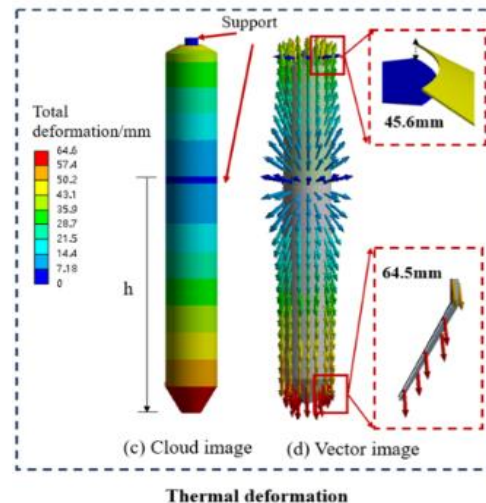 Support
Total
deformation/mm
64.6
57.4
50.2
43.1
35.9
28.7
21.5
14.4
7.18
0
h
45.6mm
64.5mm
(c) Cloud image
(d) Vector image
Thermal deformation